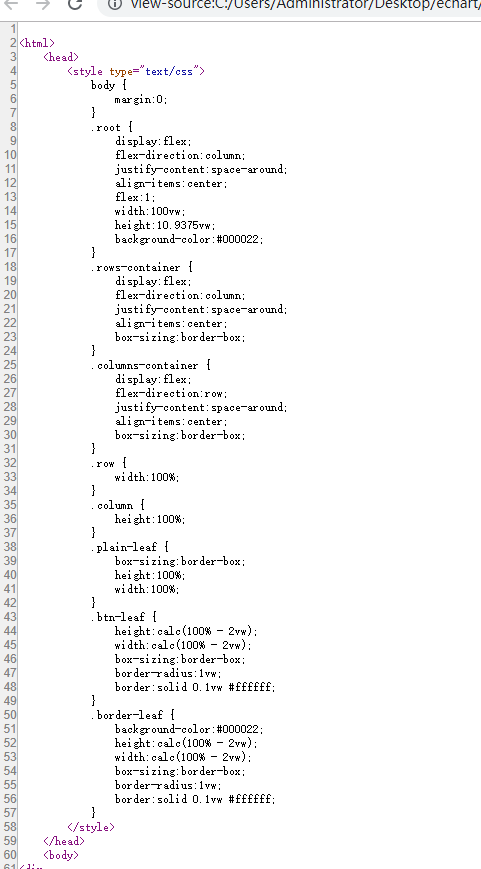 view-source:C:/Users/Administrator/Desktop/echart/
1
2 <html>
3 <head>
4 <style type="text/css">
5 body {
6 margin:0;
7 }
8 .root {
9 display:flex;
10 flex-direction:column;
11 justify-content:space-around;
12 align-items:center;
13 flex:1;
14 width:100vw;
15 height:10.9375vw;
16 background-color:#000022;
17 }
18 .rows-container {
19 display:flex;
20 flex-direction:column;
21 justify-content:space-around;
22 align-items:center;
23 box-sizing:border-box;
24 }
25 .columns-container {
26 display:flex;
27 flex-direction:row;
28 justify-content:space-around;
29 align-items:center;
30 box-sizing:border-box;
31 }
32 .row {
33 width:100%;
34 }
35 .column {
36 height:100%;
37 }
38 .plain-leaf {
39 box-sizing:border-box;
40 height:100%;
41 width:100%;
42 }
43 .btn-leaf {
44 height:calc(100% - 2vw);
45 width:calc(100% - 2vw);
46 box-sizing:border-box;
47 border-radius:1vw;
48 border:solid 0.1vw #ffffff;
49 }
50 .border-leaf {
51 background-color:#000022;
52 height:calc(100% - 2vw);
53 width:calc(100% - 2vw);
54 box-sizing:border-box;
55 border-radius:1vw;
56 border:solid 0.1vw #ffffff;
57 }
58 </style>
59 </head>
60 <body>
61 <div